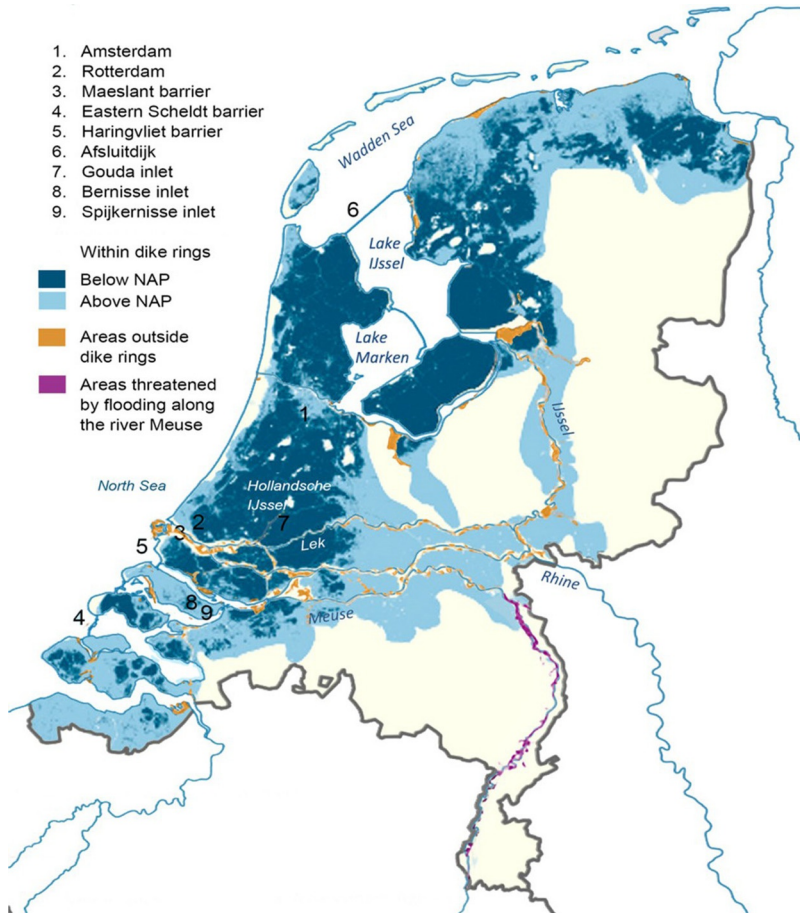 1. Amsterdam
2. Rotterdam
3. Maeslant barrier
4. Eastern Scheldt barrier
5. Haringvliet barrier
6. Afsluitdijk
7. Gouda inlet
8. Bernisse inlet
9. Spijkernisse inlet
Within dike rings
Below NAP
Above NAP
Areas outside
dike rings
Areas threatened
by flooding along
the river Meuse
Wadden Sea
6
Lake
IJssel
Lake
Marken
1
IJssel
North Sea
Hollandsche
IJssel
2
7
3
Lek
5
Rhine
8
9
4
Meuse